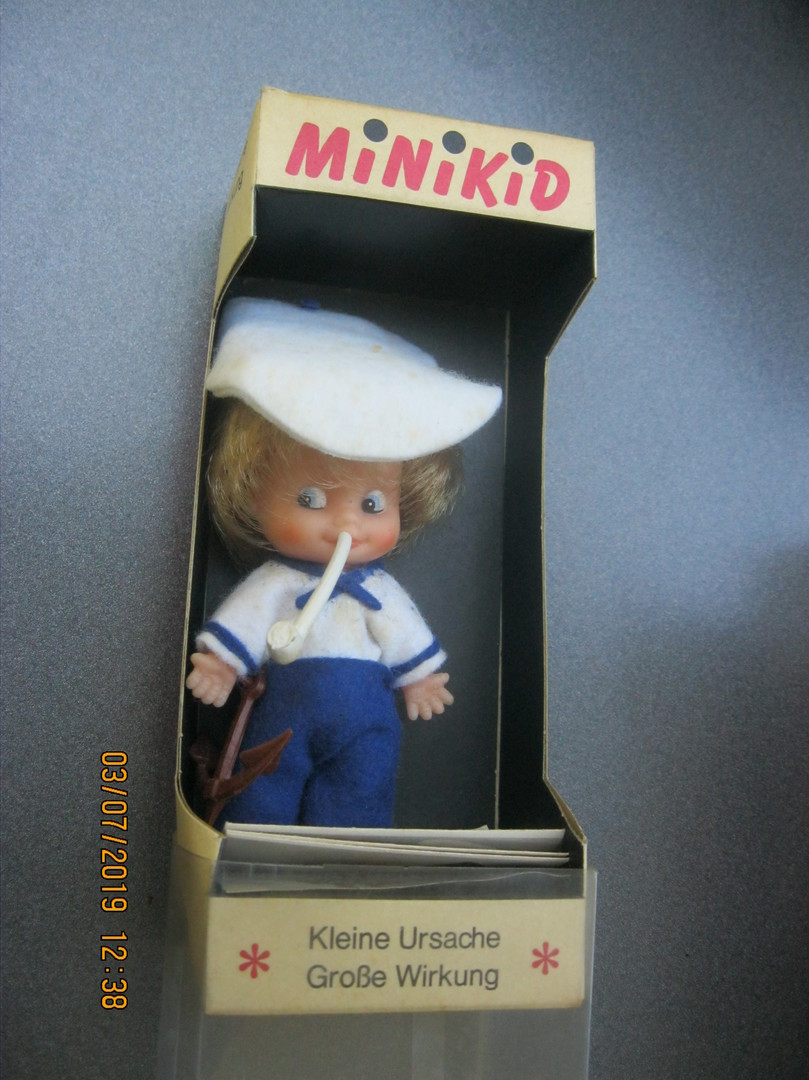 MiNiKiD
Kleine Ursache
Große Wirkung
03/07/2019 12:38